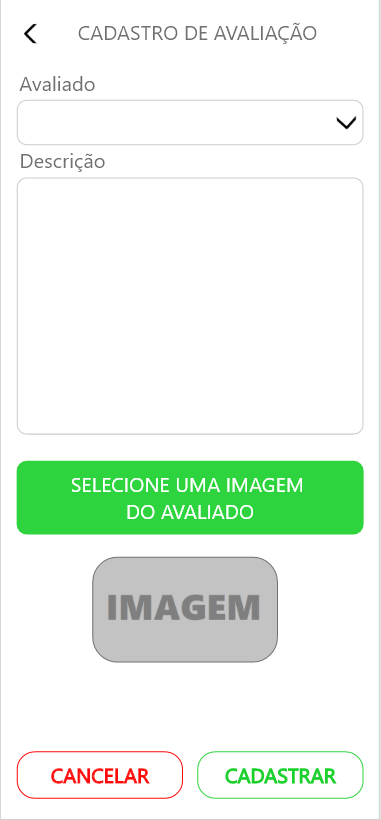 CADASTRO DE AVALIAÇÃO
Avaliado
Descrição
SELECIONE UMA IMAGEM
DO AVALIADO
IMAGEM
CANCELAR
CADASTRAR